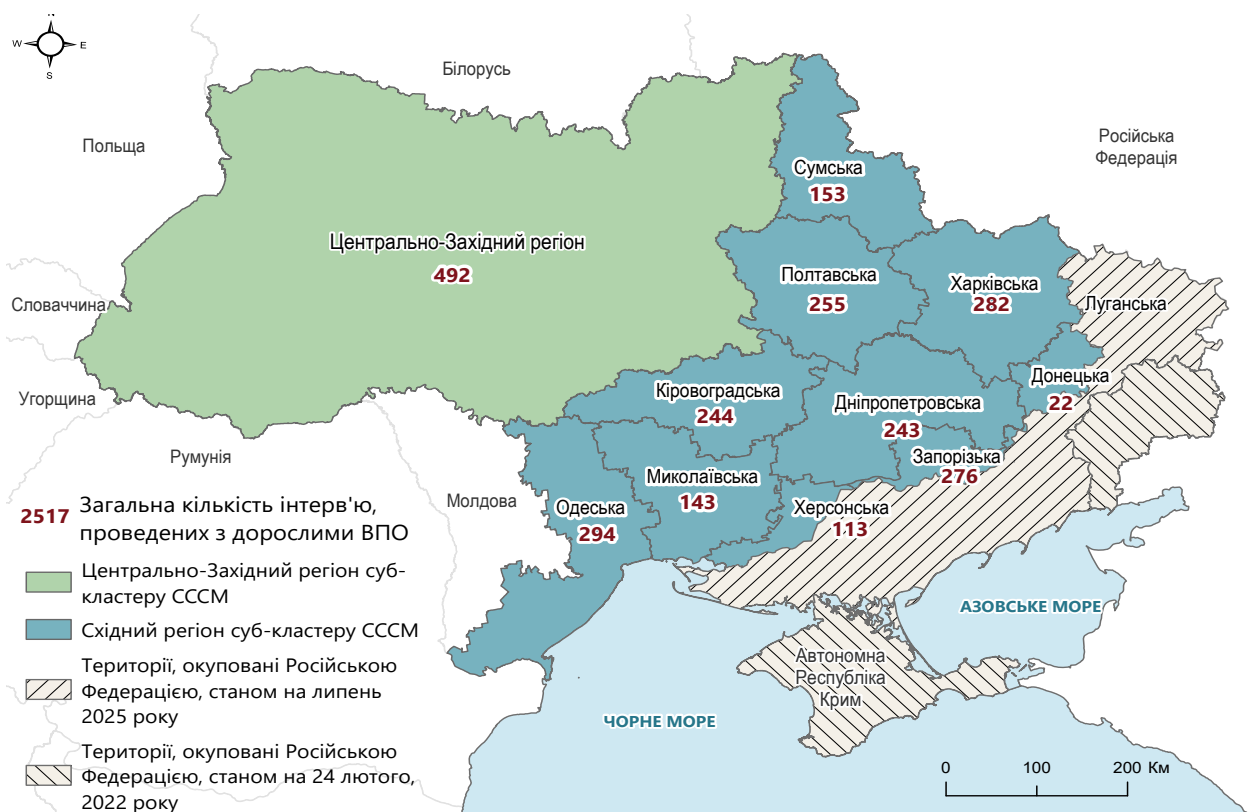 N
W
E
S
Білорусь
Польща
Російська
Федерація
Сумська
153
Центрально-Західний регіон
492
Полтавська
255
Харківська
282
Луганська
Словаччина
Донецька
22
Кіровоградська
244
Дніпропетровська
243
Угорщина
Запорізька
276
Румунія
Миколаївська
143
Молдова
Одеська
294
Херсонська
113
2517 Загальна кількість інтерв'ю,
проведених з дорослими ВПО
Центрально-Західний регіон суб-
кластеру СССМ
Східний регіон суб-кластеру СССМ
Території, окуповані Російською
Федерацією, станом на липень
2025 року
Території, окуповані Російською
Федерацією, станом на 24 лютого,
2022 року
АЗОВСЬКЕ МОРЕ
Автономна
Республіка
Крим
ЧОРНЕ МОРЕ
0 100 200 Км